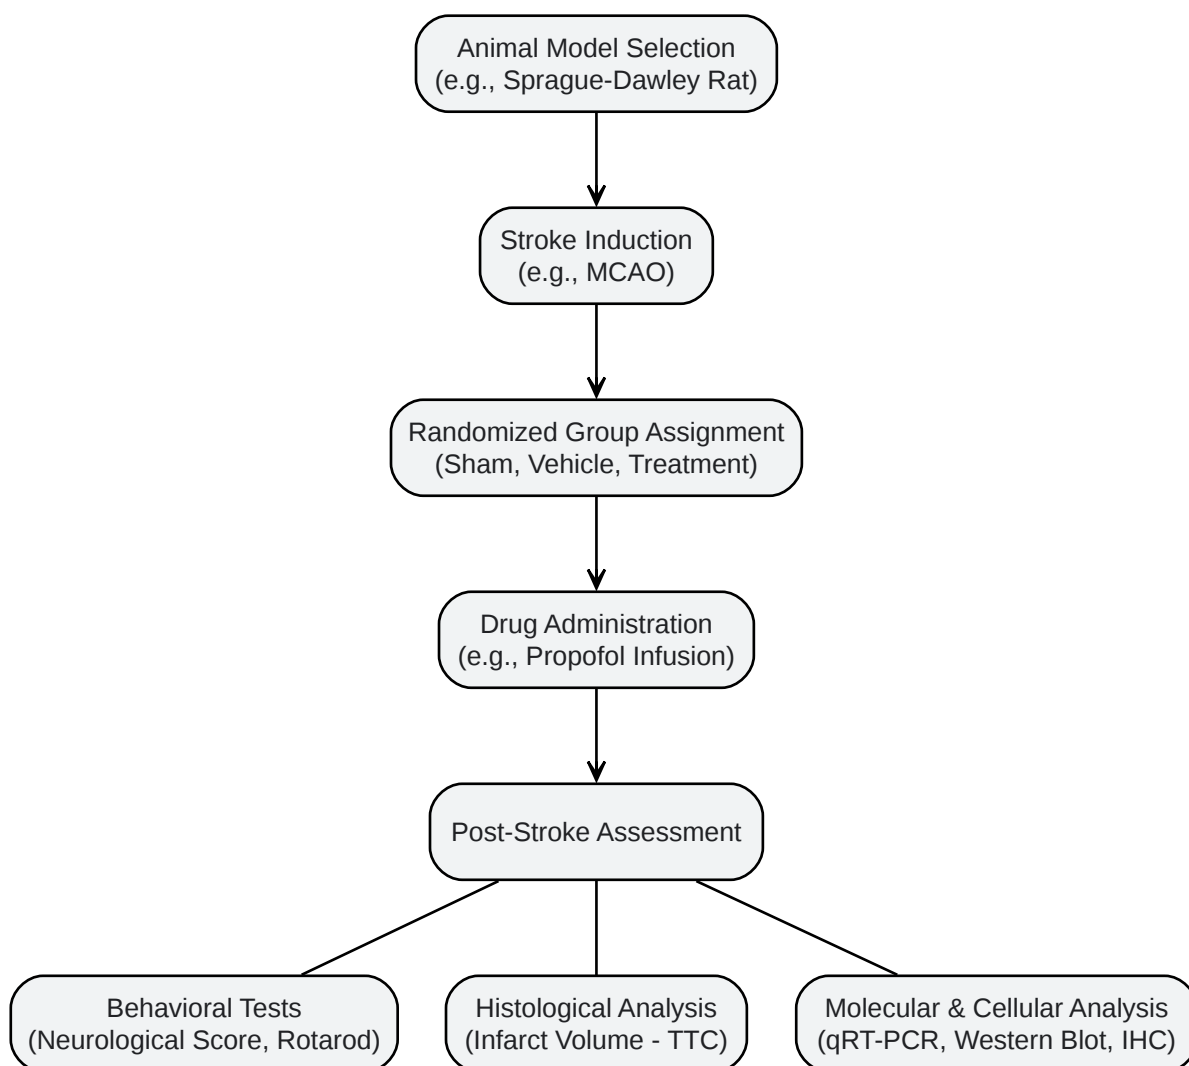 Animal Model Selection
(e.g., Sprague-Dawley Rat)
Stroke Induction
(e.g., MCAO)
Randomized Group Assignment
(Sham, Vehicle, Treatment)
Drug Administration
(e.g., Propofol Infusion)
Post-Stroke Assessment
Behavioral Tests
(Neurological Score, Rotarod)
Histological Analysis
(Infarct Volume - TTC)
Molecular & Cellular Analysis
(qRT-PCR, Western Blot, IHC)